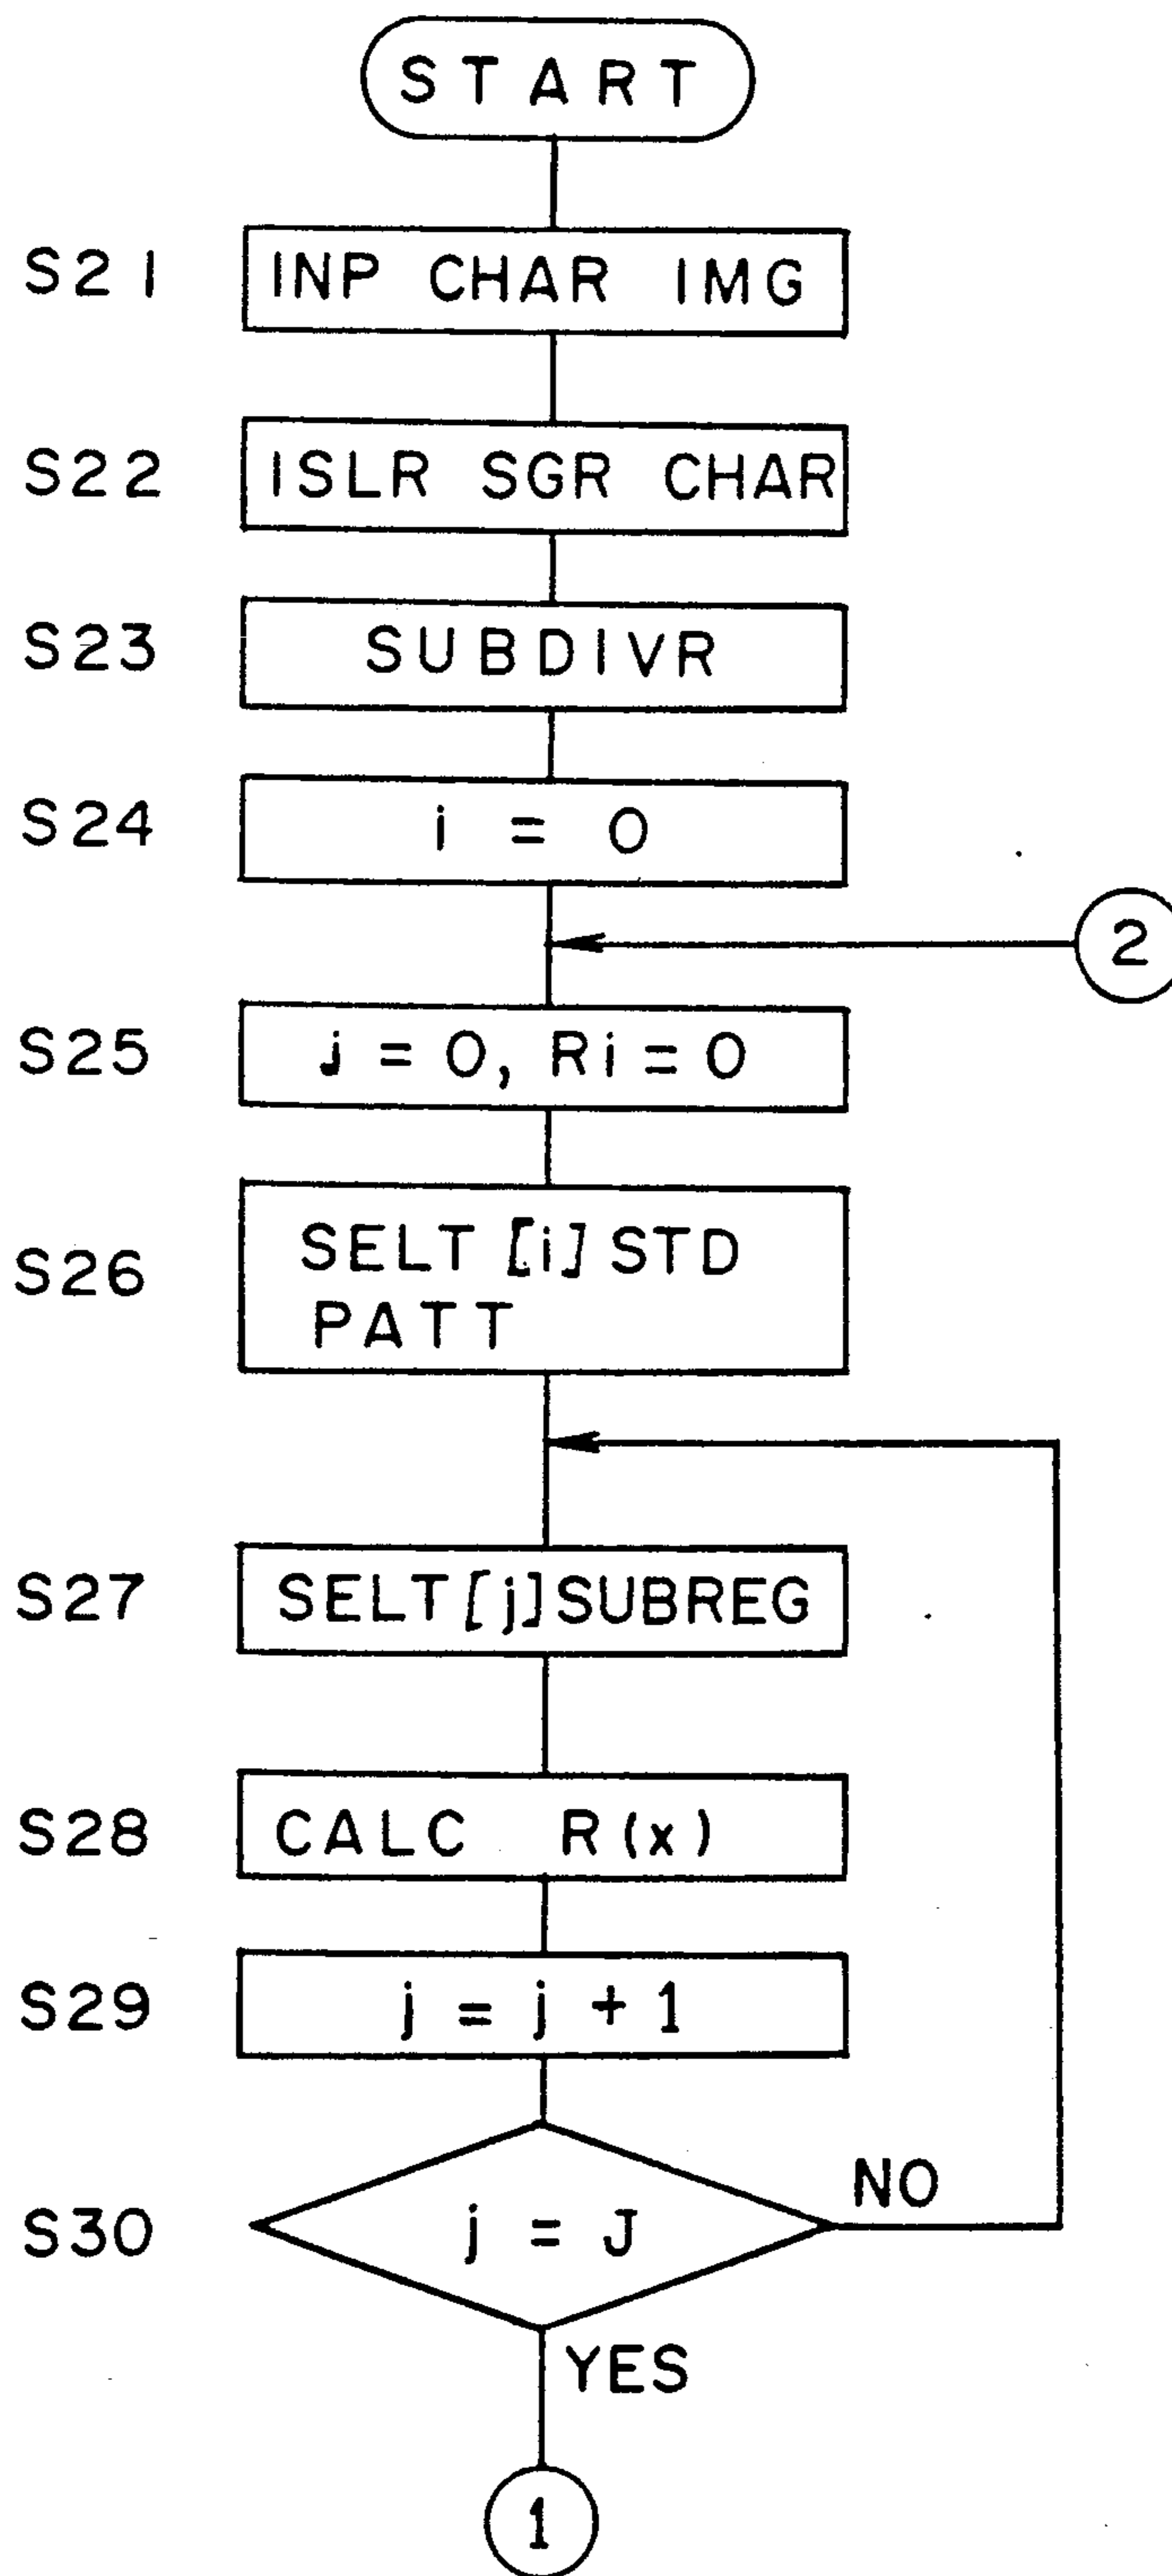 START
S21 INP CHAR IMG
S22 ISLR SGR CHAR
S23 SUBDIVR
S24 i = 0
2
S25 j = 0, Ri = 0
S26 SELT [i] STD
PATT
S27 SELT [j] SUBREG
S28 CALC R(x)
S29 j = j + 1
S30 j = J
NO
YES
1